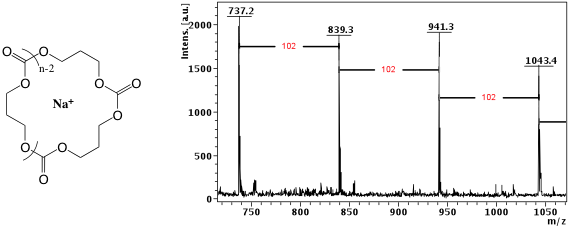 O
O
n-2
O
O
O
Na+
O
O
O
O
Intens. [a.u.]
2000
1500
1000
500
0
737.2
839.3
941.3
1043.4
102
102
102
750
800
850
900
950
1000
1050
m/z